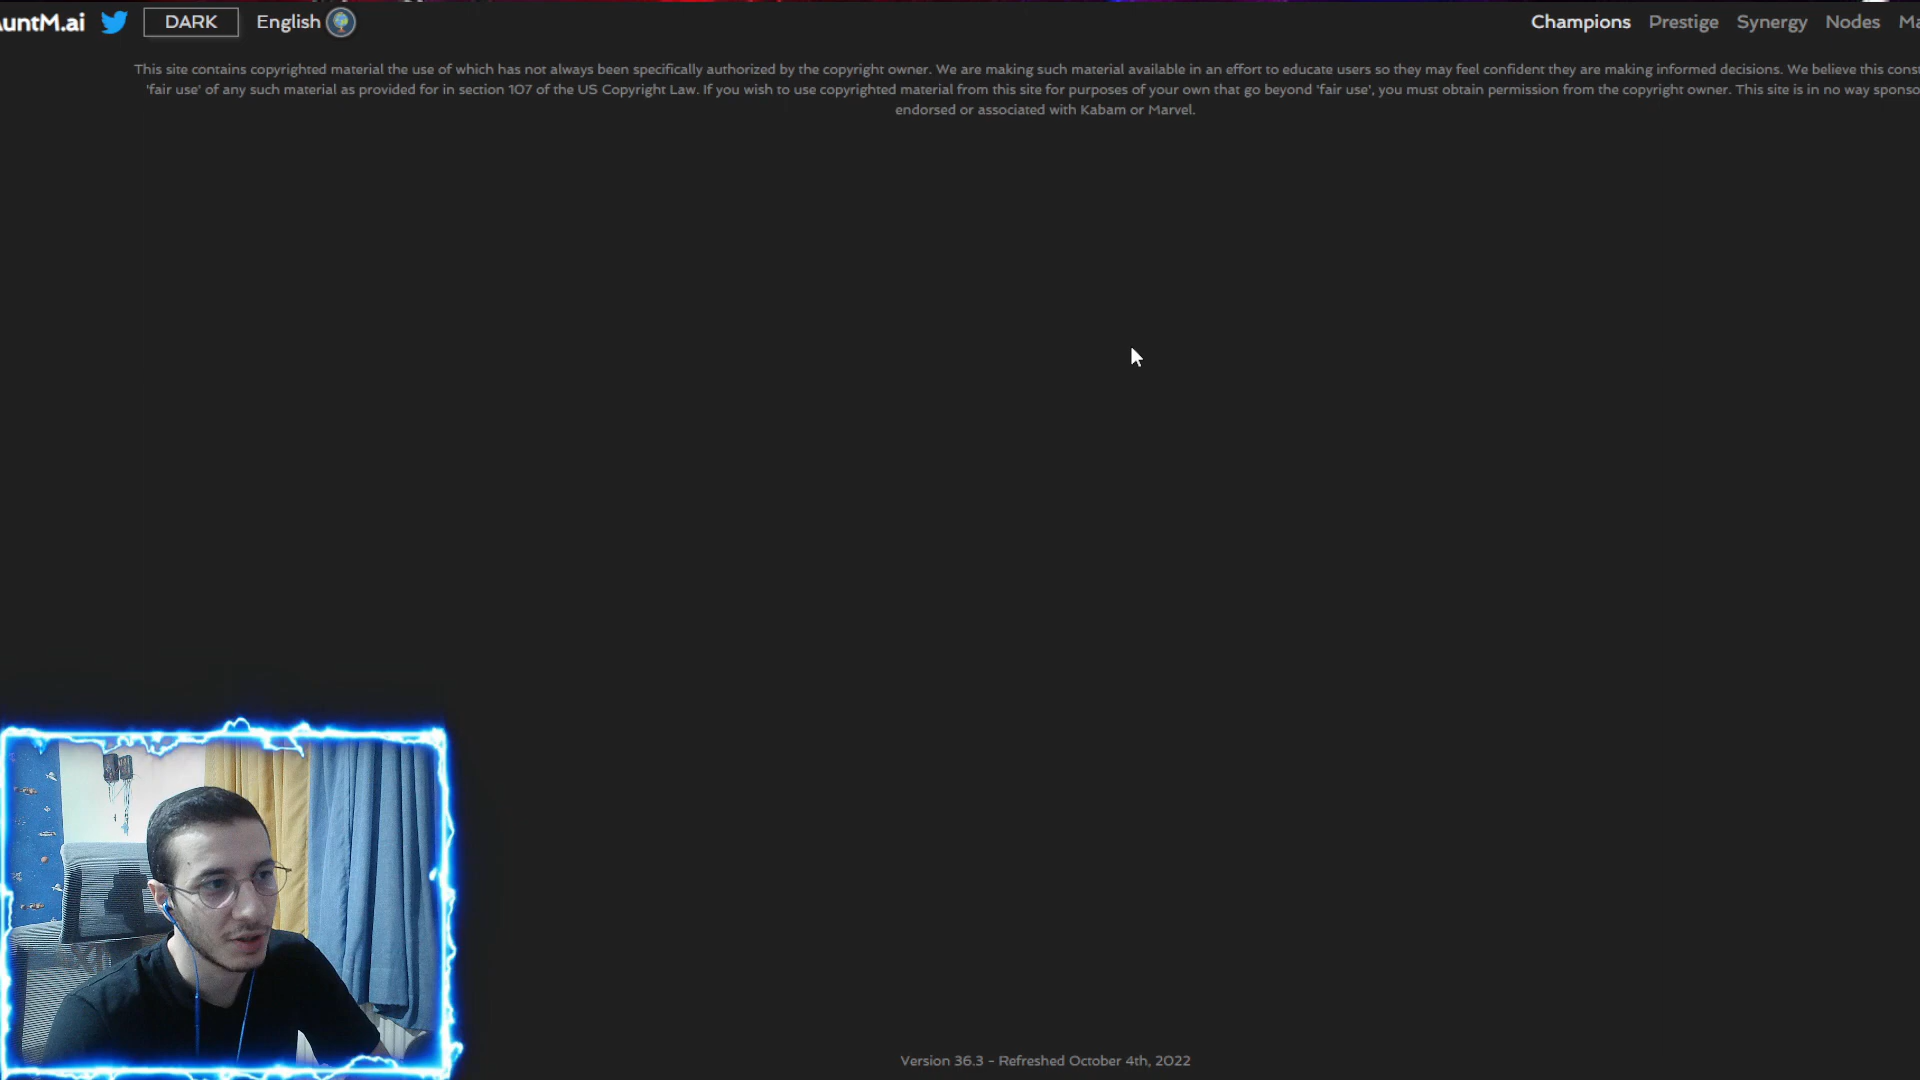 untM.ai DARK English Champions Prestige Synergy Nodes Ma
This site contains copyrighted material the use of which has not always been specifically authorized by the copyright owner. We are making such material available in an effort to educate users so they may feel confident they are making informed decisions. We believe this const
'fair use' of any such material as provided for in section 107 of the US Copyright Law. If you wish to use copyrighted material from this site for purposes of your own that go beyond 'fair use', you must obtain permission from the copyright owner. This site is in no way sponso
endorsed or associated with Kabam or Marvel.
Version 36.3 - Refreshed October 4th, 2022